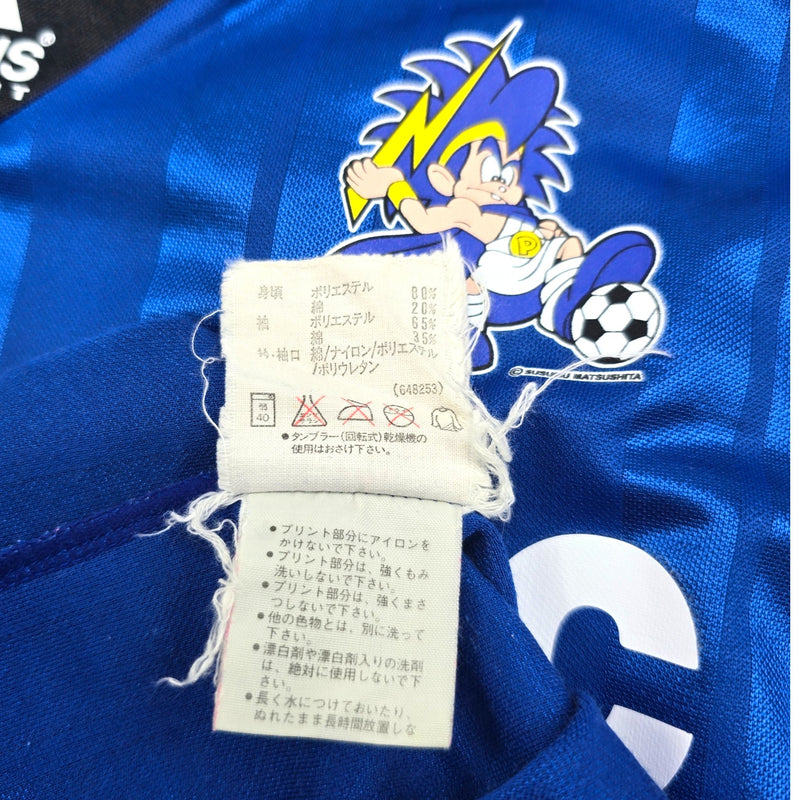 NS®
RT
P
© SUSUMU MATSUSHITA
身頃 ポリエステル 80%
綿 20%
袖 ポリエステル 65%
綿 35%
衿・袖口 綿/ナイロン/ポリエステル
/ポリウレタン
(648253)
40
●タンブラー(回転式)乾燥機の
使用はおさけ下さい。
●プリント部分にアイロンを
かけないで下さい。
●プリント部分は、強くもみ
洗いしないで下さい。
●プリント部分は、強くまさ
つしないで下さい。
●他の色物とは、別に洗って
下さい。
●漂白剤や漂白剤入りの洗剤
は、絶対に使用しないで下
さい。
●長く水につけておいたり、
ぬれたまま長時間放置しな
C